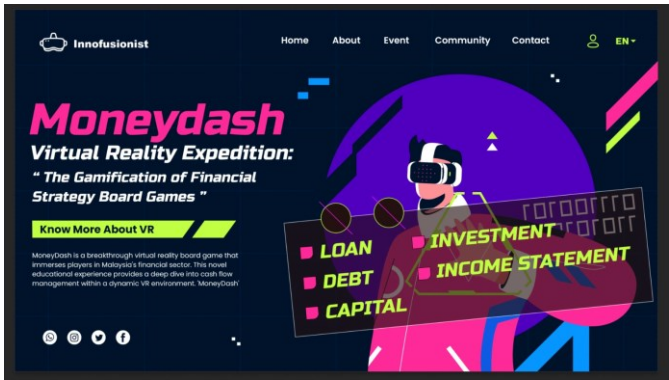 Innofusionist
Home About Event Community Contact EN
Moneydash
Virtual Reality Expedition:
“ The Gamification of Financial
Strategy Board Games ”
Know More About VR
MoneyDash is a breakthrough virtual reality board game that
immerses players in Malaysia's financial sector. This novel
educational experience provides a deep dive into cash flow
management within a dynamic VR environment. 'MoneyDash'
LOAN
DEBT
CAPITAL
INVESTMENT
INCOME STATEMENT